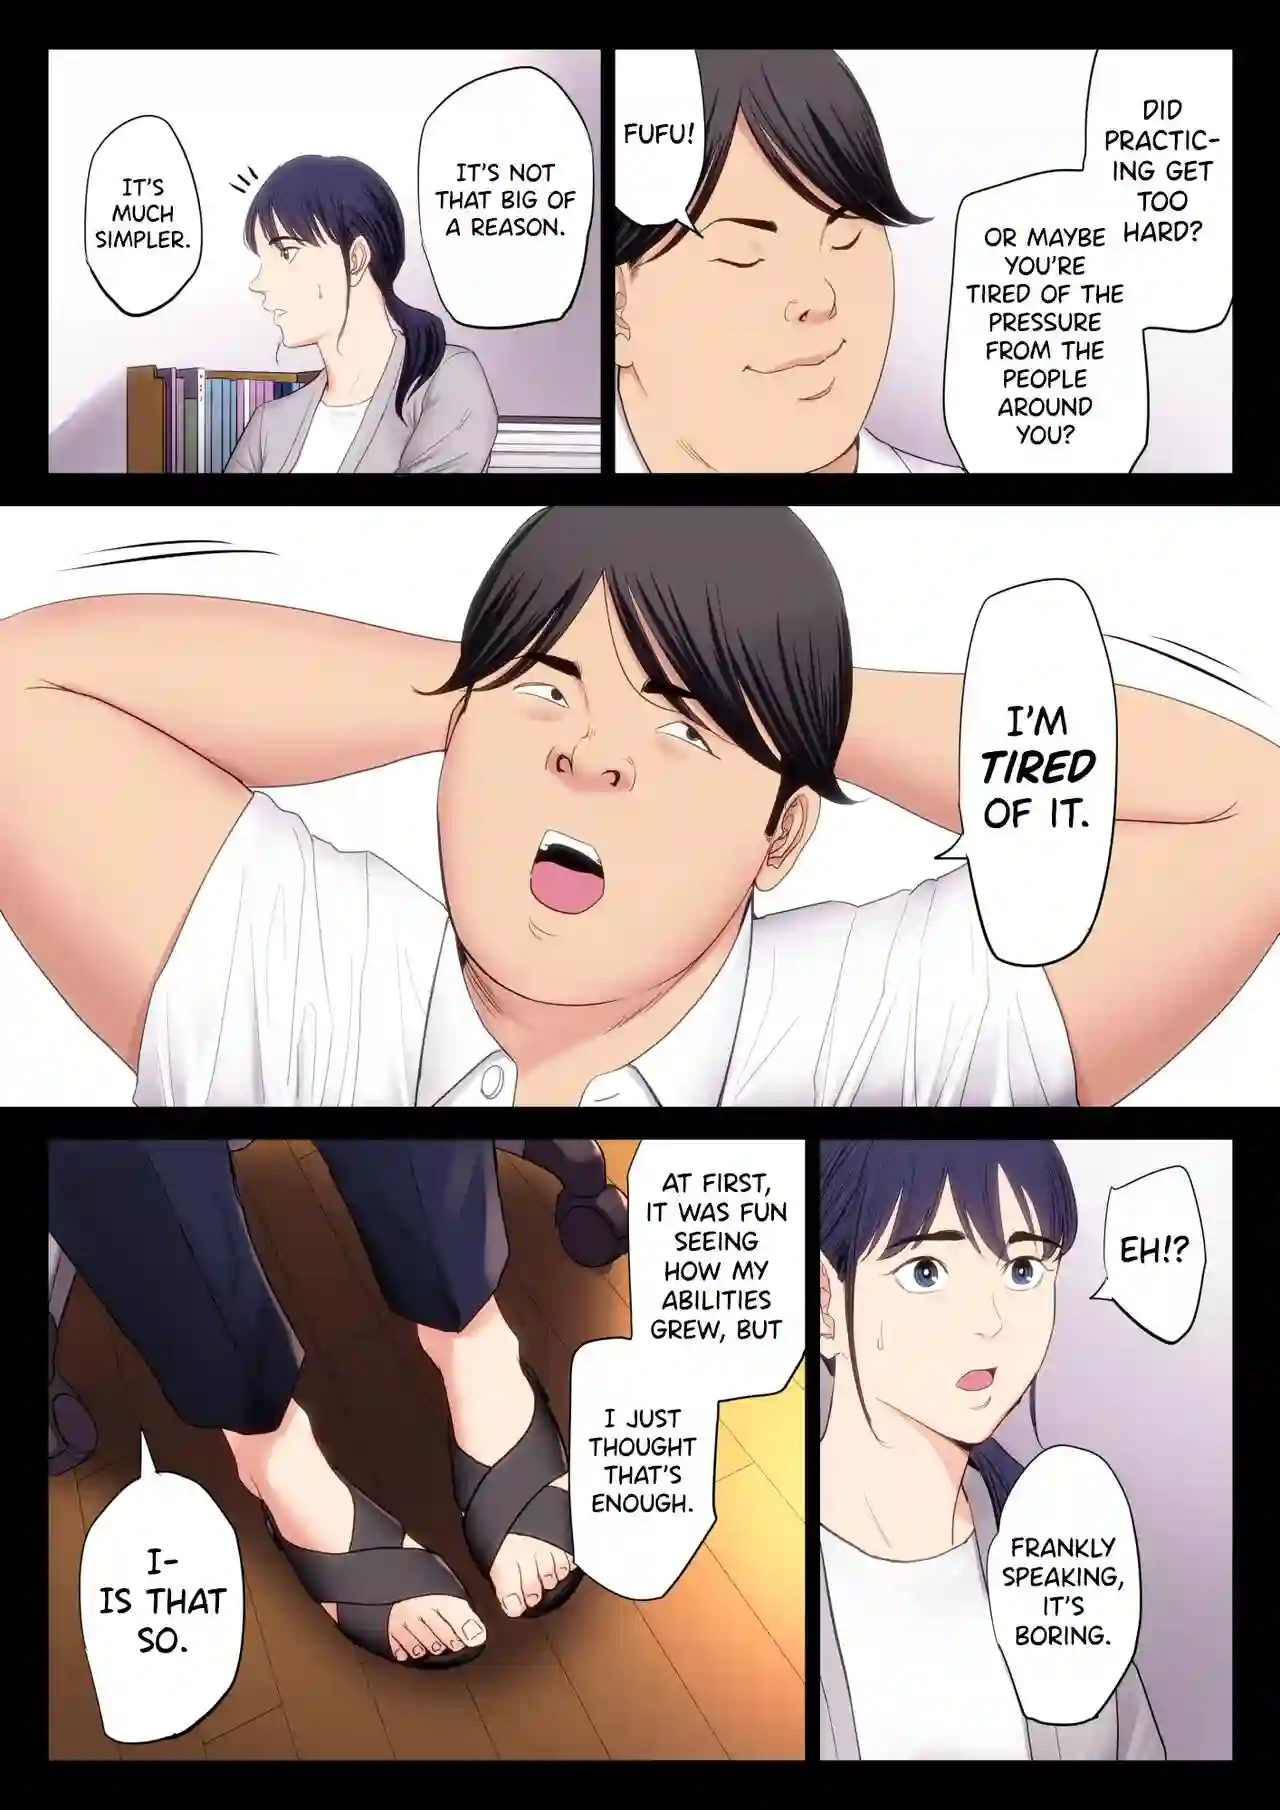 DID
PRACTIC-
ING GET
TOO
HARD?
OR MAYBE
YOU'RE
TIRED OF THE
PRESSURE
FROM THE
PEOPLE
AROUND
YOU?
FUFU!
IT'S NOT
THAT BIG OF
A REASON.
IT'S
MUCH
SIMPLER.
I'M
TIRED
OF IT.
EH!?
FRANKLY
SPEAKING,
IT'S
BORING.
AT FIRST,
IT WAS FUN
SEEING
HOW MY
ABILITIES
GREW, BUT
I JUST
THOUGHT
THAT'S
ENOUGH.
I-
IS THAT
SO.